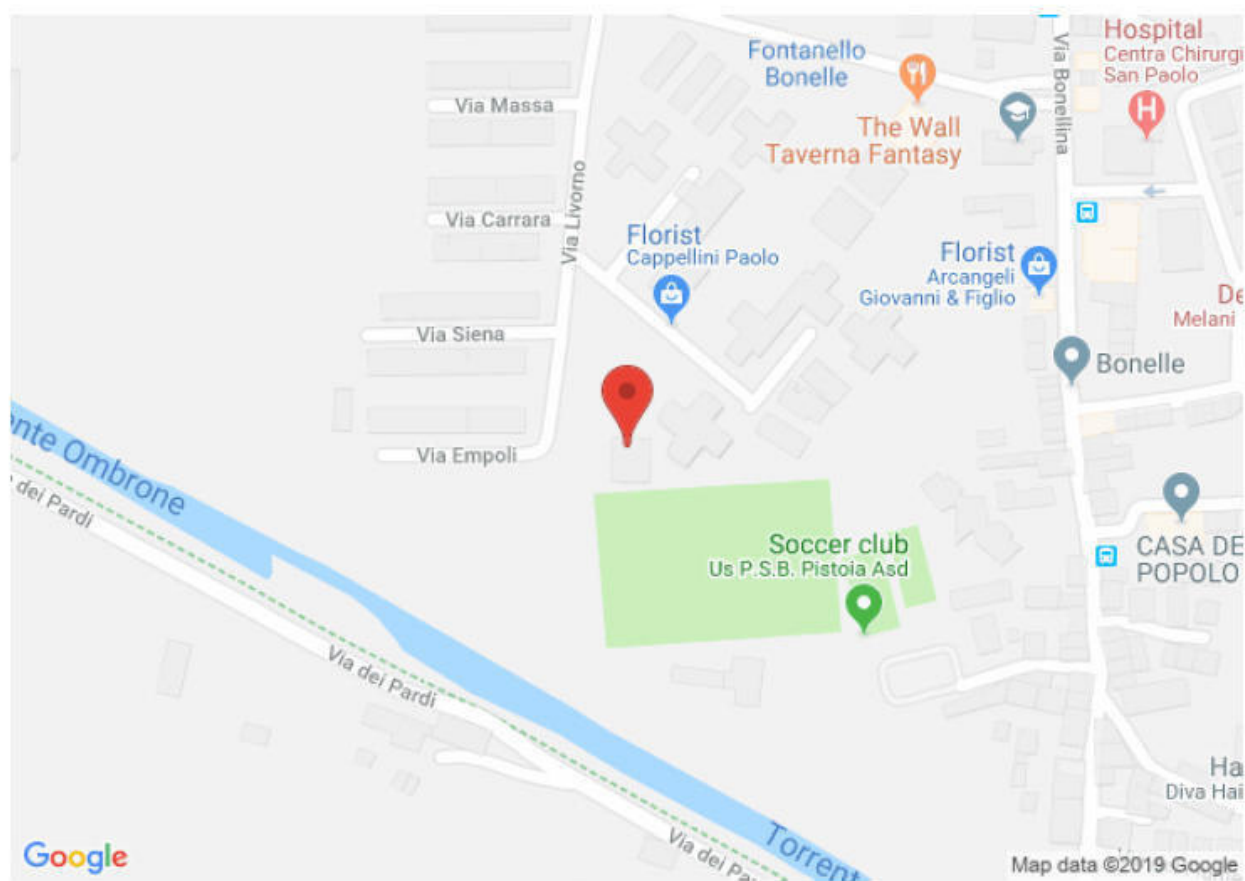 Hospital
Centra Chirurgi
San Paolo
Fontanello
Bonelle
Via Bonellina
Via Massa
The Wall
Taverna Fantasy
Via Livorno
Via Carrara
Florist
Cappellini Paolo
Florist
Arcangeli
Giovanni & Figlio
De
Melani
Via Siena
Bonelle
Via Empoli
nte Ombrone
dei Pardi
Soccer club
Us P.S.B. Pistoia Asd
CASA DE
POPOLO
Via dei Pardi
Ha
Diva Hai
Via dei Pa
Torrent
Google
Map data ©2019 Google